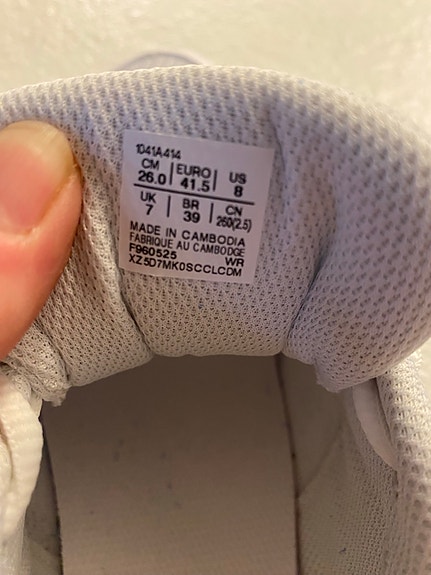 1041A414
CM EURO US
26.0 41.5 8
UK BR CN
7 39 260(2.5)
MADE IN CAMBODIA
FABRIQUE AU CAMBODGE
F960525 WR
XZ5D7MK0SCCLCDM